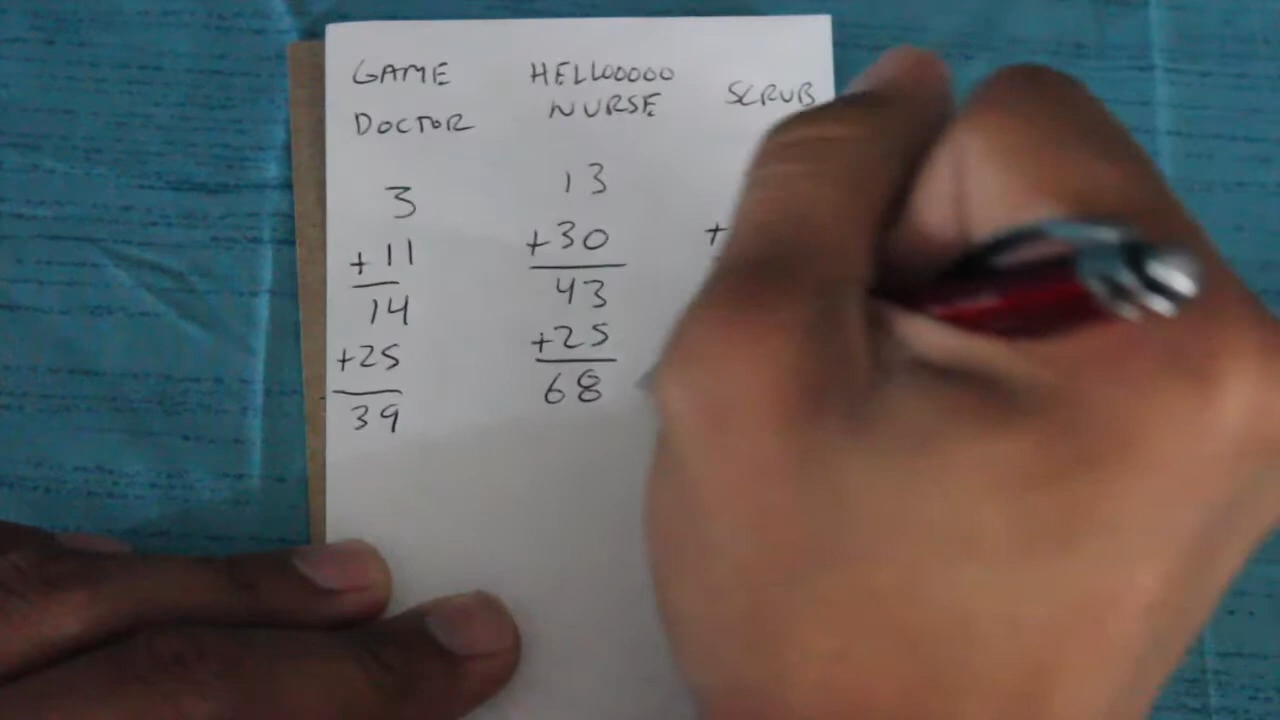 GAME
DOCTOR
3
+11
14
+25
39
HELLOOOOO
NURSE
13
+30
43
+25
68
SCRUB
+